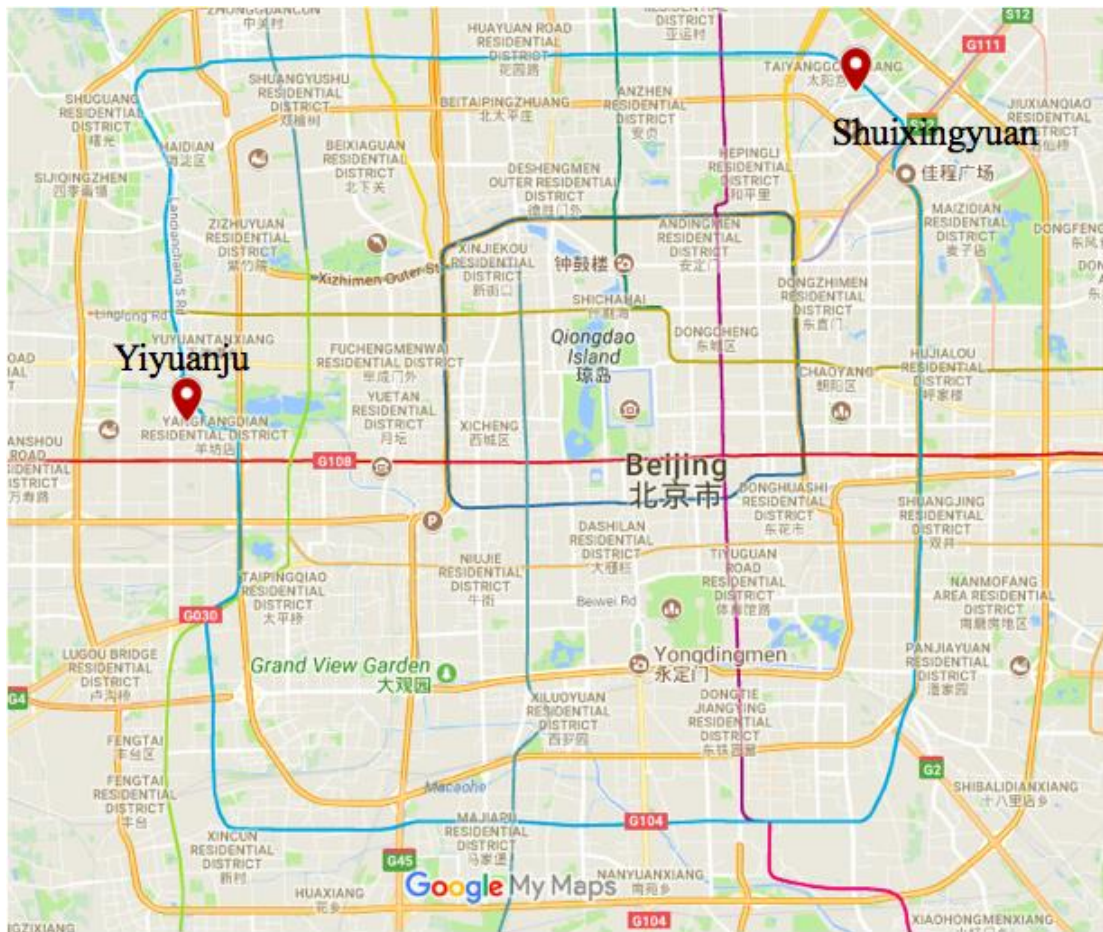 中关村
HUAYUAN ROAD
RESIDENTIAL
DISTRICT
花园路
亚运村
S12
G111
SHUANGYUSHU
RESIDENTIAL
DISTRICT
双榆树
BEITAIPINGZHUANG
北太平庄
ANZHEN
RESIDENTIAL
DISTRICT
安贞
SHUGUANG
RESIDENTIAL
DISTRICT
曙光
HAIDIAN
海淀区
BEIXIAGUAN
RESIDENTIAL
DISTRICT
北下关
DESHENGMEN
OUTER RESIDENTIAL
DISTRICT
德胜门外
HEPINGLI
RESIDENTIAL
DISTRICT
和平里
Shuixingyuan
佳程广场
JIUXIANQIAO
RESIDENTIAL
DISTRICT
SIJIQINGZHEN
四季青镇
ZIZHUYUAN
RESIDENTIAL
DISTRICT
紫竹院
Landianchang S Rd
XINJIEKOU
RESIDENTIAL
DISTRICT
新街口
Xizhimen Outer St
ANDINGMEN
RESIDENTIAL
DISTRICT
安定门
MAIZIDIAN
RESIDENTIAL
DISTRICT
麦子店
钟鼓楼
DONGZHIMEN
RESIDENTIAL
DISTRICT
东直门
SHICHAHAI
什刹海
Linglong Rd
YUYUANTANXIANG
Yiyuanju
FUCHENGMENWAI
RESIDENTIAL DISTRICT
阜成门外
Qiongdao
Island
琼岛
DONGCHENG
东城区
HUJIALOU
RESIDENTIAL
DISTRICT
呼家楼
CHAOYANG
朝阳区
YUETAN
RESIDENTIAL
DISTRICT
月坛
XICHENG
西城区
YANGFANGDIAN
RESIDENTIAL DISTRICT
羊坊店
万寿路
G108
Beijing
北京市
DONGHUASHI
RESIDENTIAL
DISTRICT
东花市
SHUANGJING
RESIDENTIAL
DISTRICT
双井
P
DASHILAN
RESIDENTIAL
DISTRICT
大栅栏
NIUJIE
RESIDENTIAL
DISTRICT
牛街
TIYUGUAN
ROAD
RESIDENTIAL
DISTRICT
体育馆路
TAIPINGQIAO
RESIDENTIAL
DISTRICT
太平桥
Beiwei Rd
NANMOFANG
AREA RESIDENTIAL
DISTRICT
南磨房地区
G030
LUGOU BRIDGE
RESIDENTIAL
DISTRICT
卢沟桥
Grand View Garden
大观园
Yongdingmen
永定门
PANJIAYUAN
RESIDENTIAL
DISTRICT
潘家园
G4
XILUOYUAN
RESIDENTIAL
DISTRICT
西罗园
DONGTIE
JIANGYING
RESIDENTIAL
DISTRICT
东铁匠营
FENGTAI
丰台区
G2
FENGTAI
RESIDENTIAL
DISTRICT
丰台
SHIBALIDIANXIANG
十八里店乡
MAJIAPU
RESIDENTIAL
DISTRICT
马家堡
G104
XINCUN
RESIDENTIAL
DISTRICT
新村
G45
Google My Maps
NANYUANXIANG
南苑乡
HUAXIANG
花乡
G104
XIAOHONGMENXIANG